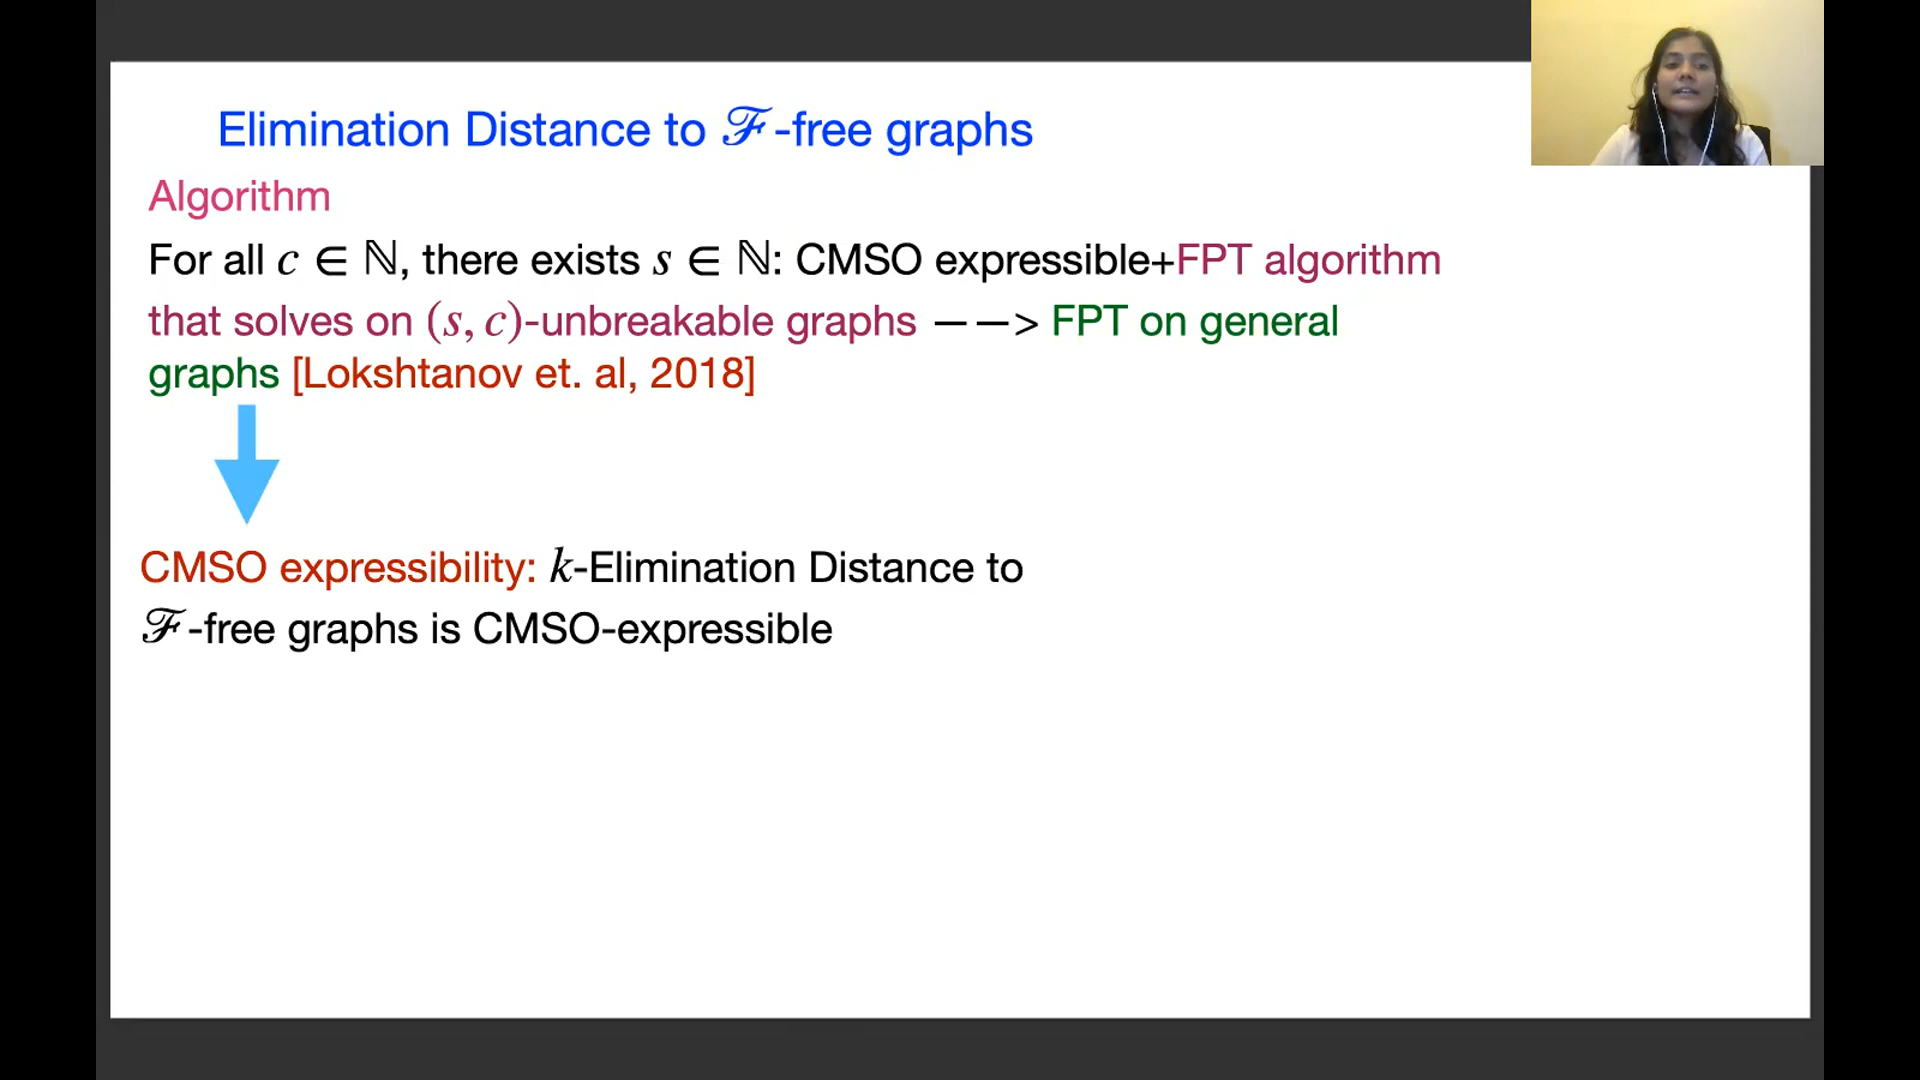 Elimination Distance to ℱ-free graphs
Algorithm
For all c ∈ ℕ, there exists s ∈ ℕ: CMSO expressible+FPT algorithm
that solves on (s, c)-unbreakable graphs ——> FPT on general
graphs [Lokshtanov et. al, 2018]
CMSO expressibility: k-Elimination Distance to
ℱ-free graphs is CMSO-expressible